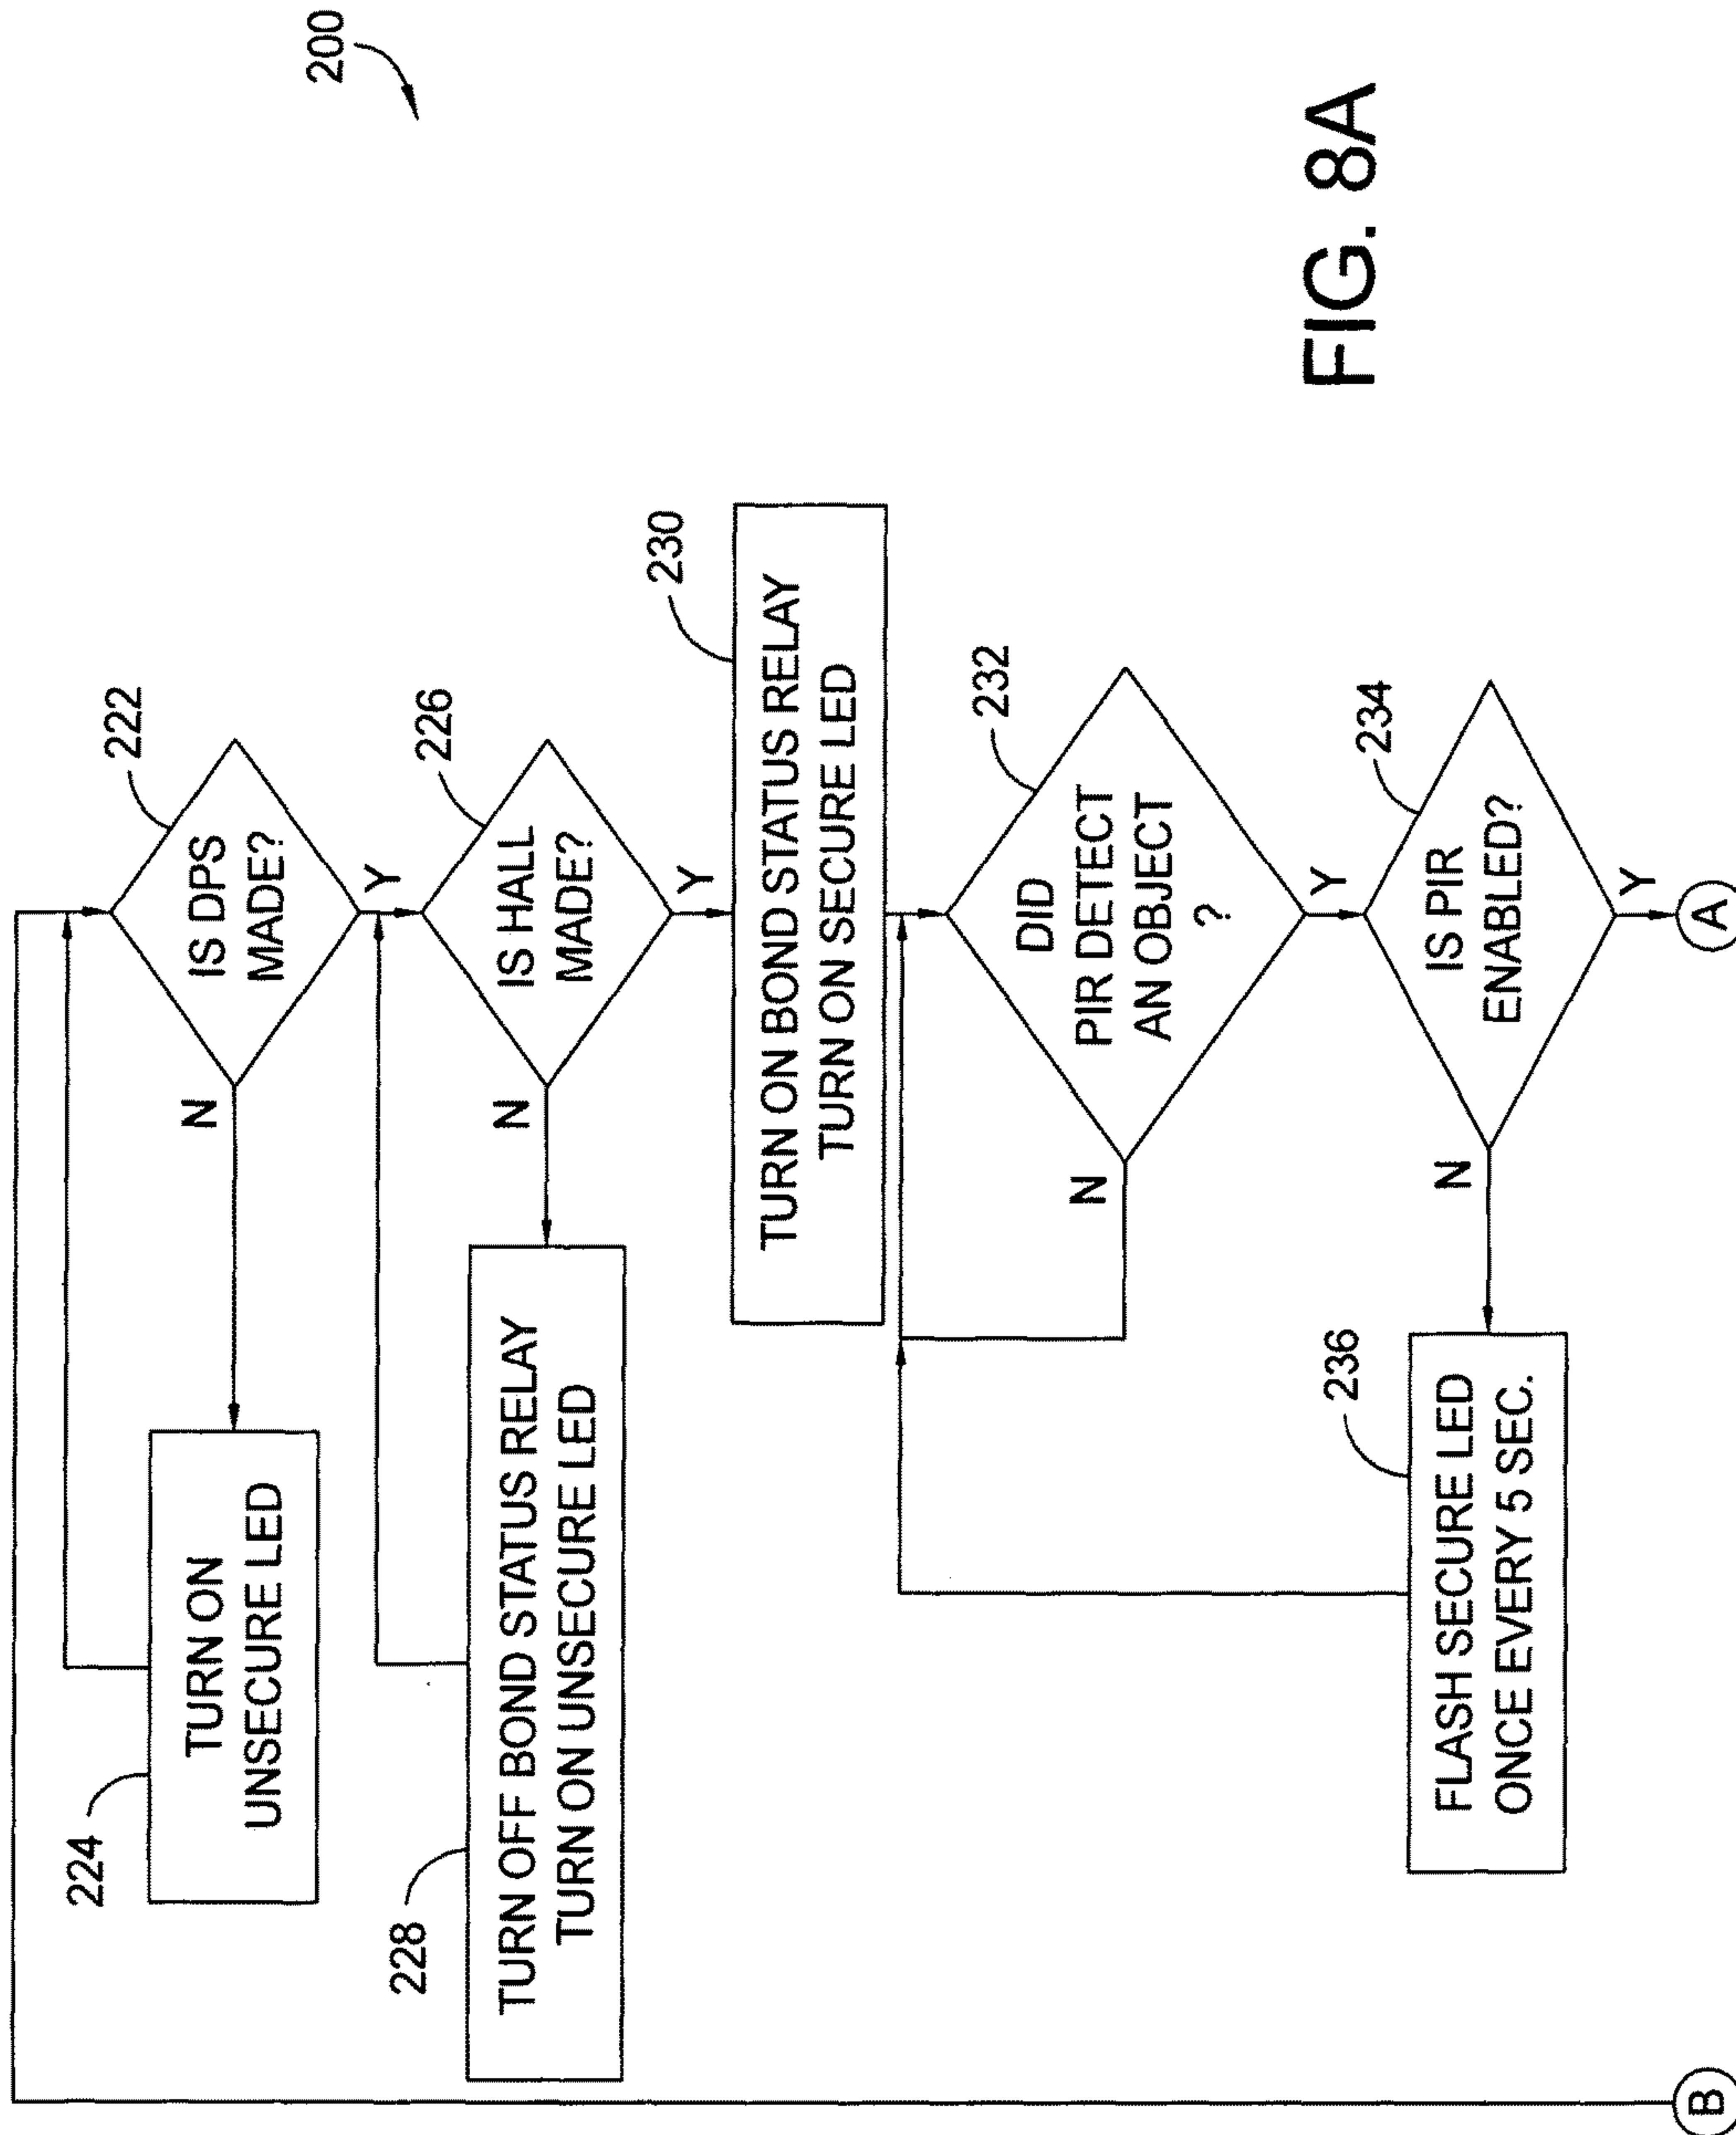 200
222
IS DPS
MADE?
N
Y
224
TURN ON
UNSECURE LED
226
IS HALL
MADE?
N
Y
228
TURN OFF BOND STATUS RELAY
TURN ON UNSECURE LED
230
TURN ON BOND STATUS RELAY
TURN ON SECURE LED
232
DID
PIR DETECT
AN OBJECT
?
N
Y
234
IS PIR
ENABLED?
N
Y
236
FLASH SECURE LED
ONCE EVERY 5 SEC.
A
B
FIG. 8A